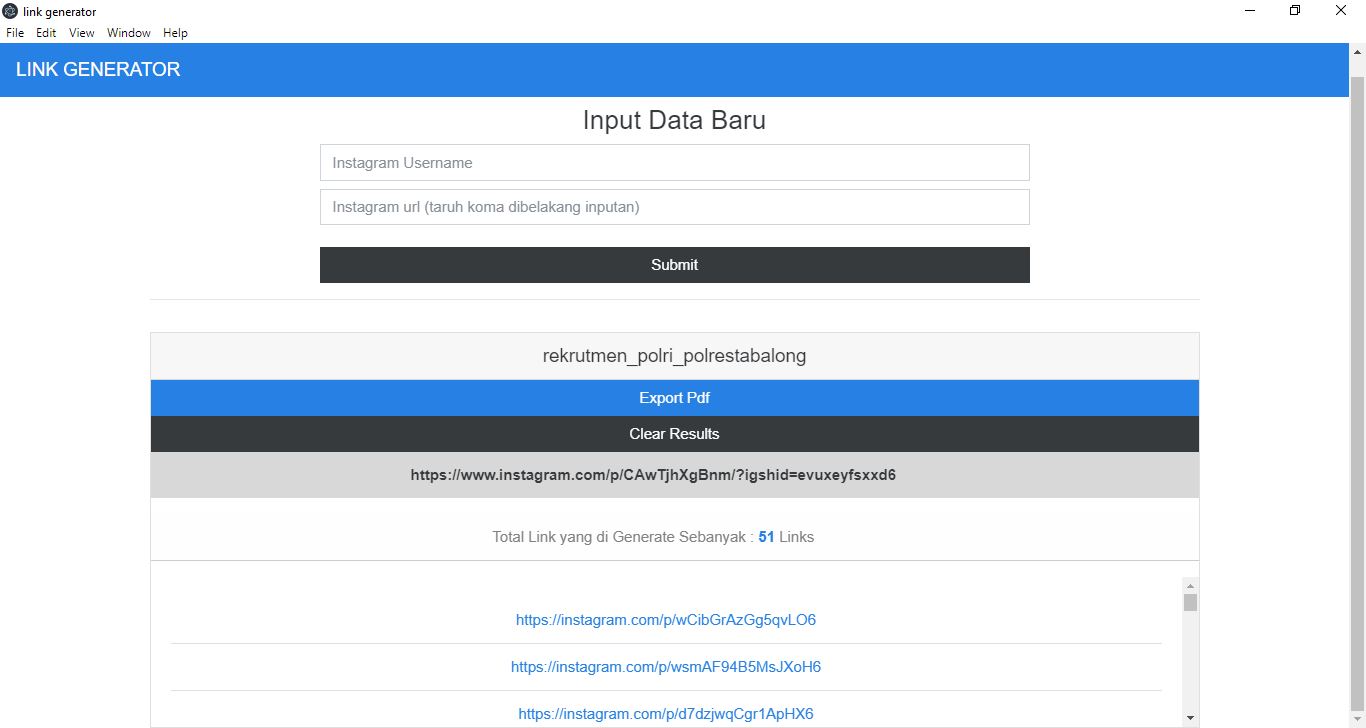 link generator
File Edit View Window Help
LINK GENERATOR
Input Data Baru
Instagram Username
Instagram url (taruh koma dibelakang inputan)
Submit
rekrutmen_polri_polrestabalong
Export Pdf
Clear Results
https://www.instagram.com/p/CAwTjhXgBnm/?igshid=evuxeyfsxxd6
Total Link yang di Generate Sebanyak : 51 Links
https://instagram.com/p/wCibGrAzGg5qvLO6
https://instagram.com/p/wsmAF94B5MsJXoH6
https://instagram.com/p/d7dzjwqCgr1ApHX6